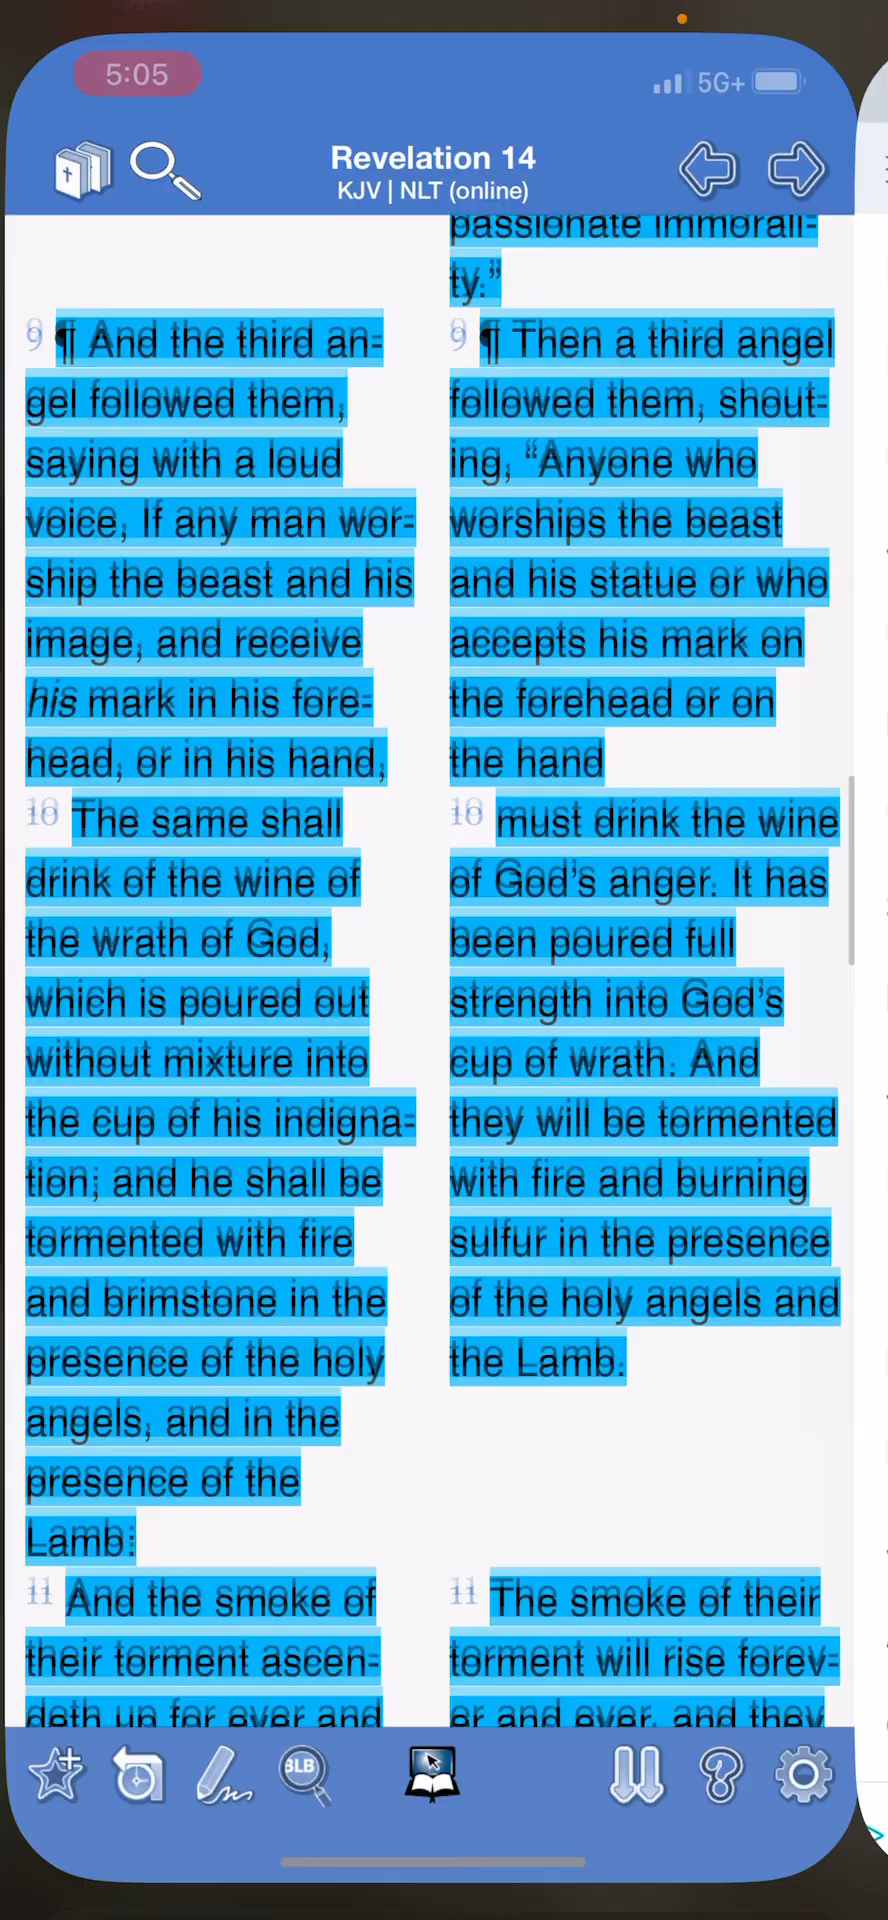 5:05
5G+
Revelation 14
KJV | NLT (online)
9 ¶ And the third an-
gel followed them,
saying with a loud
voice, If any man wor-
ship the beast and his
image, and receive
his mark in his fore-
head, or in his hand,
10 The same shall
drink of the wine of
the wrath of God,
which is poured out
without mixture into
the cup of his indigna-
tion; and he shall be
tormented with fire
and brimstone in the
presence of the holy
angels, and in the
presence of the
Lamb:
11 And the smoke of
their torment ascen-
deth up for ever and
passionate immorali-
ty.”
9 ¶ Then a third angel
followed them, shout-
ing, “Anyone who
worships the beast
and his statue or who
accepts his mark on
the forehead or on
the hand
10 must drink the wine
of God’s anger. It has
been poured full
strength into God’s
cup of wrath. And
they will be tormented
with fire and burning
sulfur in the presence
of the holy angels and
the Lamb.
11 The smoke of their
torment will rise forev-
er and ever, and they
BLB